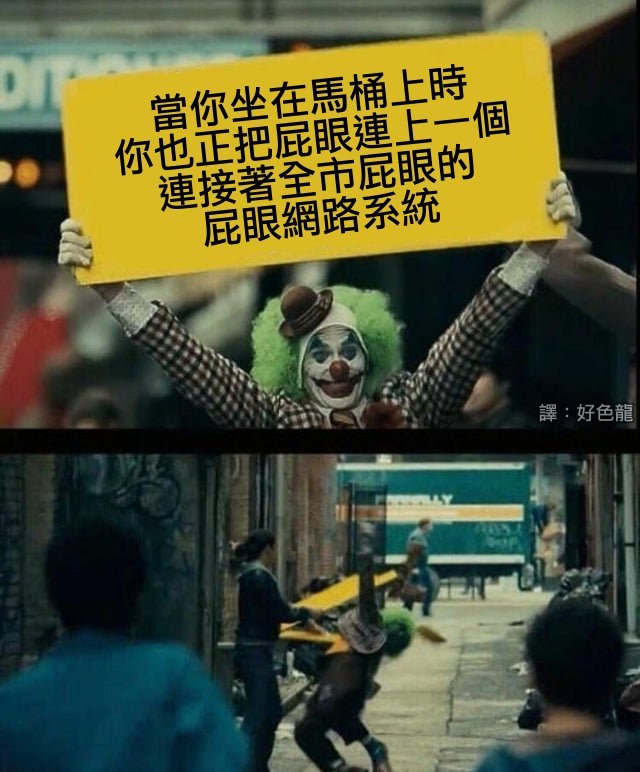 當你坐在馬桶上時
你也正把屁眼連上一個
連接著全市屁眼的
屁眼網路系統
譯：好色龍